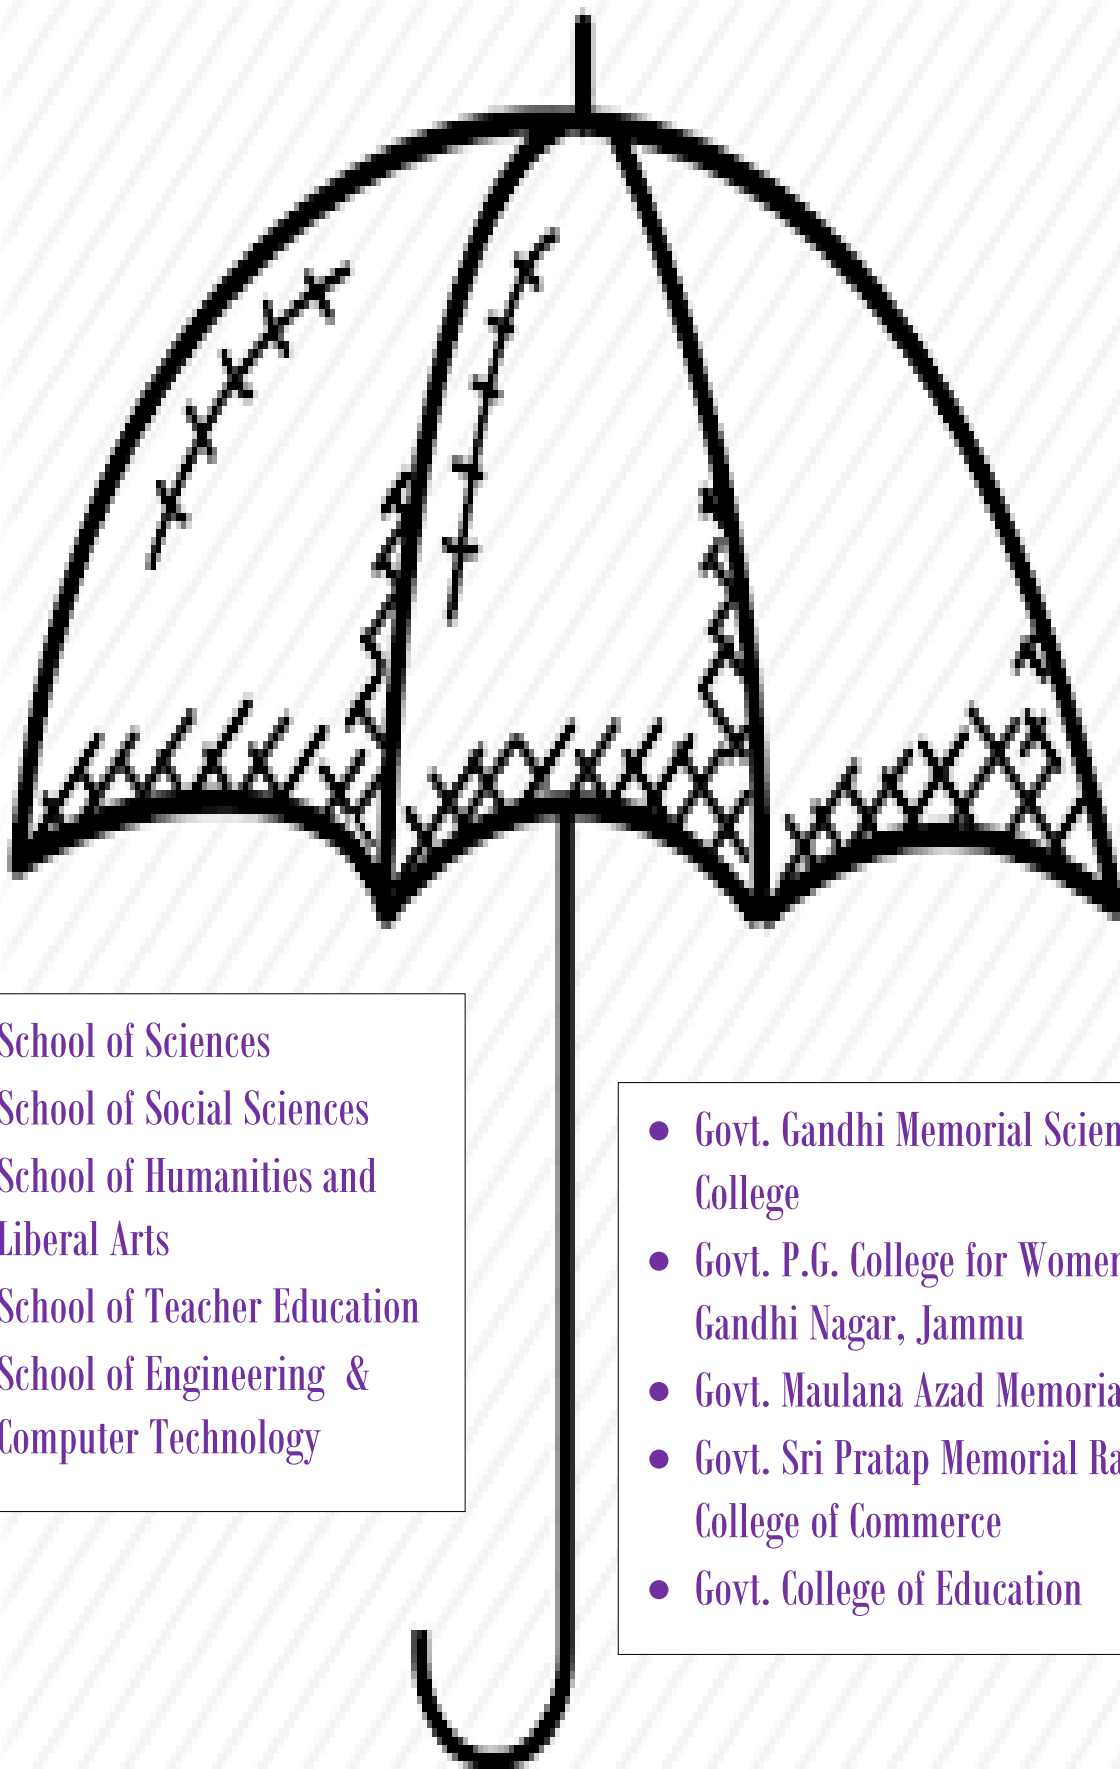 School of Sciences
School of Social Sciences
School of Humanities and
Liberal Arts
School of Teacher Education
School of Engineering &
Computer Technology
● Govt. Gandhi Memorial
College
● Govt. P.G. College for
Gandhi Nagar, Jammu
● Govt. Maulana Azad
● Govt. Sri Pratap Memorial
College of Commerce
● Govt. College of Education